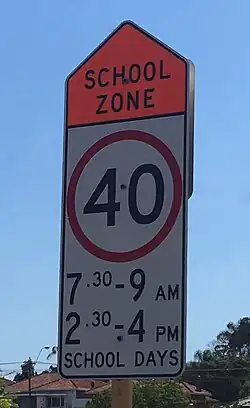 SCHOOL
ZONE
40
7.30-9 AM
2.30-4 PM
SCHOOL DAYS